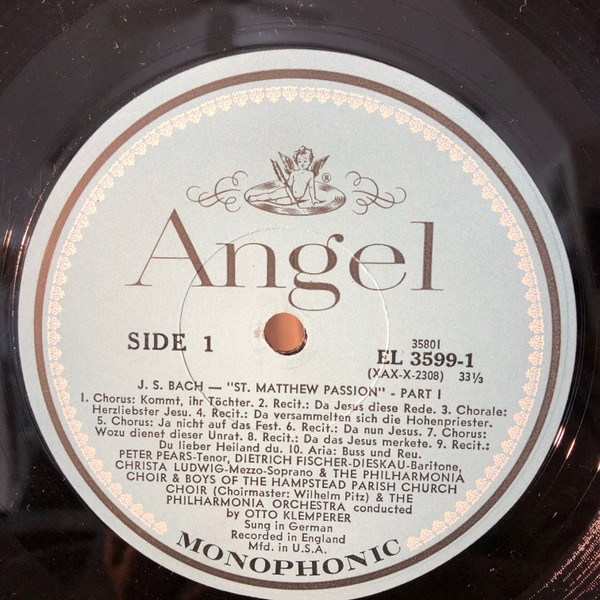 ®
Angel
SIDE 1
35801
EL 3599-1
(XAX-X-2308) 33⅓
J. S. BACH — "ST. MATTHEW PASSION" - PART I
1. Chorus: Kommt, ihr Töchter. 2. Recit.: Da Jesus diese Rede. 3. Chorale:
Herzliebster Jesu. 4. Recit.: Da versammelten sich die Hohenpriester.
5. Chorus: Ja nicht auf das Fest. 6. Recit.: Da nun Jesus. 7. Chorus:
Wozu dienet dieser Unrat. 8. Recit.: Da das Jesus merkete. 9. Recit.:
Du lieber Heiland du. 10. Aria: Buss und Reu.
PETER PEARS-Tenor, DIETRICH FISCHER-DIESKAU-Baritone,
CHRISTA LUDWIG-Mezzo-Soprano & THE PHILHARMONIA
CHOIR & BOYS OF THE HAMPSTEAD PARISH CHURCH
CHOIR (Choirmaster: Wilhelm Pitz) & THE
PHILHARMONIA ORCHESTRA conducted
by OTTO KLEMPERER
Sung in German
Recorded in England
Mfd. in U.S.A.
MONOPHONIC